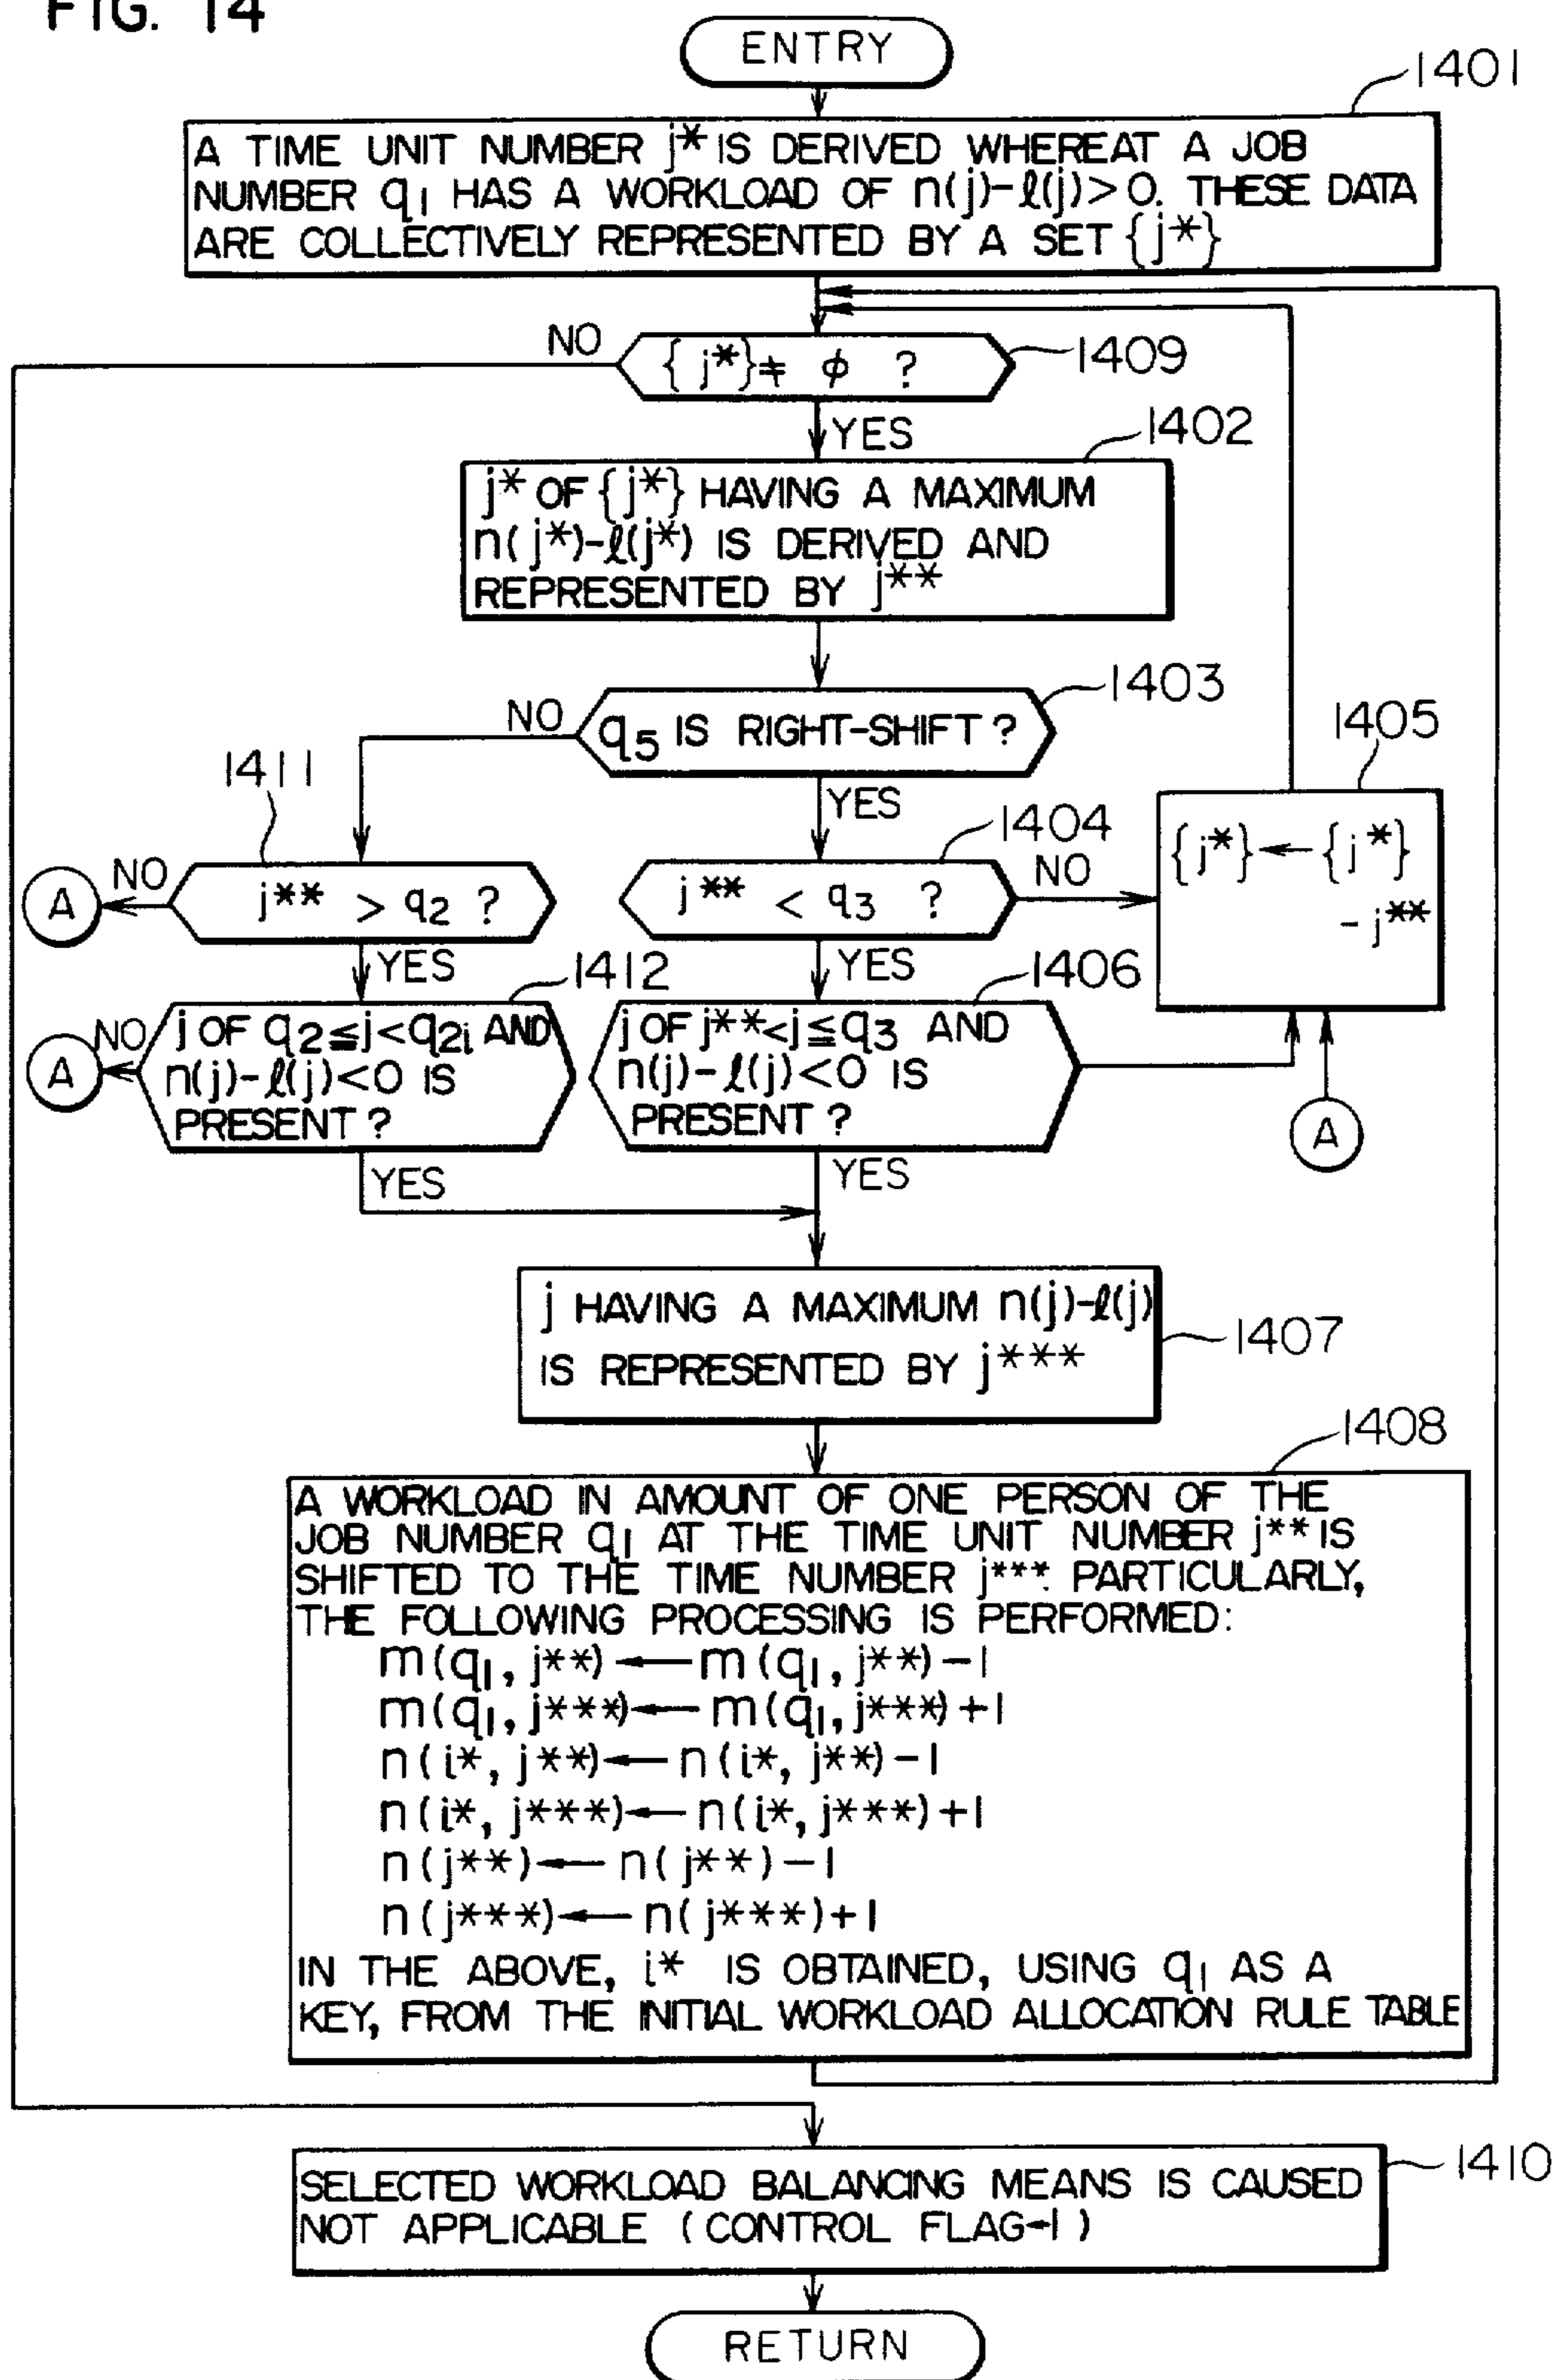 FIG. 14
ENTRY
1401
A TIME UNIT NUMBER j* IS DERIVED WHEREAT A JOB
NUMBER q1 HAS A WORKLOAD OF n(j)-ℓ(j)>0. THESE DATA
ARE COLLECTIVELY REPRESENTED BY A SET {j*}
NO
{j*}≠ φ ?
1409
YES
1402
j* OF {j*} HAVING A MAXIMUM
n(j*)-ℓ(j*) IS DERIVED AND
REPRESENTED BY j**
1403
NO
q5 IS RIGHT-SHIFT?
1405
1411
YES
1404
{j*}←{j*}
-j**
A
NO
j** > q2 ?
j** < q3 ?
NO
YES
1412
YES
1406
A
NO
j OF q2≦j<q2i AND
n(j)-ℓ(j)<0 IS
PRESENT?
j OF j**<j≦q3 AND
n(j)-ℓ(j)<0 IS
PRESENT?
A
YES
YES
j HAVING A MAXIMUM n(j)-ℓ(j)
IS REPRESENTED BY j***
1407
1408
A WORKLOAD IN AMOUNT OF ONE PERSON OF THE
JOB NUMBER q1 AT THE TIME UNIT NUMBER j** IS
SHIFTED TO THE TIME NUMBER j***. PARTICULARLY,
THE FOLLOWING PROCESSING IS PERFORMED:
m(q1, j**)←m(q1, j**)-1
m(q1, j***)←m(q1, j***)+1
n(i*, j**)←n(i*, j**)-1
n(i*, j***)←n(i*, j***)+1
n(j**)←n(j**)-1
n(j***)←n(j***)+1
IN THE ABOVE, i* IS OBTAINED, USING q1 AS A
KEY, FROM THE INITIAL WORKLOAD ALLOCATION RULE TABLE
1410
SELECTED WORKLOAD BALANCING MEANS IS CAUSED
NOT APPLICABLE (CONTROL FLAG←1)
RETURN